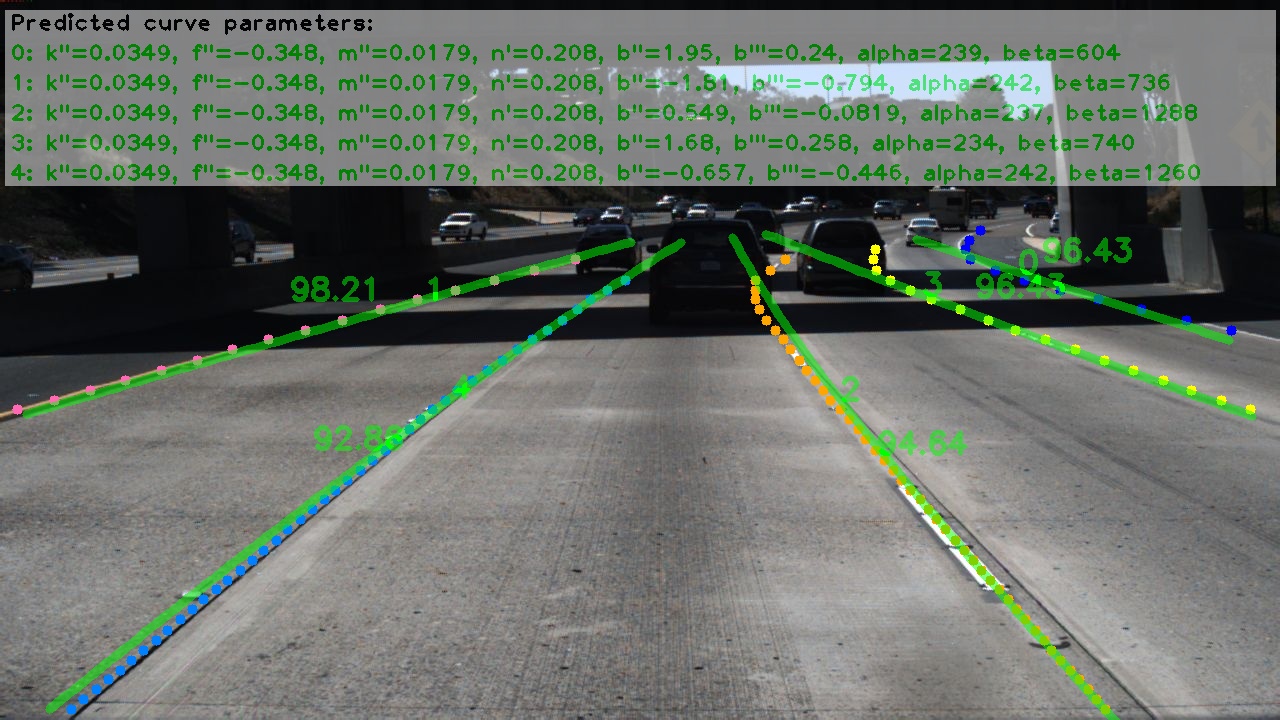 Predicted curve parameters:
0: k"=0.0349, f"=-0.348, m"=0.0179, n'=0.208, b"=1.95, b'"=0.24, alpha=239, beta=604
1: k"=0.0349, f"=-0.348, m"=0.0179, n'=0.208, b"=-1.81, b'"=-0.794, alpha=242, beta=736
2: k"=0.0349, f"=-0.348, m"=0.0179, n'=0.208, b"=0.549, b'"=-0.0819, alpha=237, beta=1288
3: k"=0.0349, f"=-0.348, m"=0.0179, n'=0.208, b"=1.68, b'"=0.258, alpha=234, beta=740
4: k"=0.0349, f"=-0.348, m"=0.0179, n'=0.208, b"=-0.657, b'"=-0.446, alpha=242, beta=1260
0 96.43
98.21 1
3 96.43
4 2
92.86 94.64